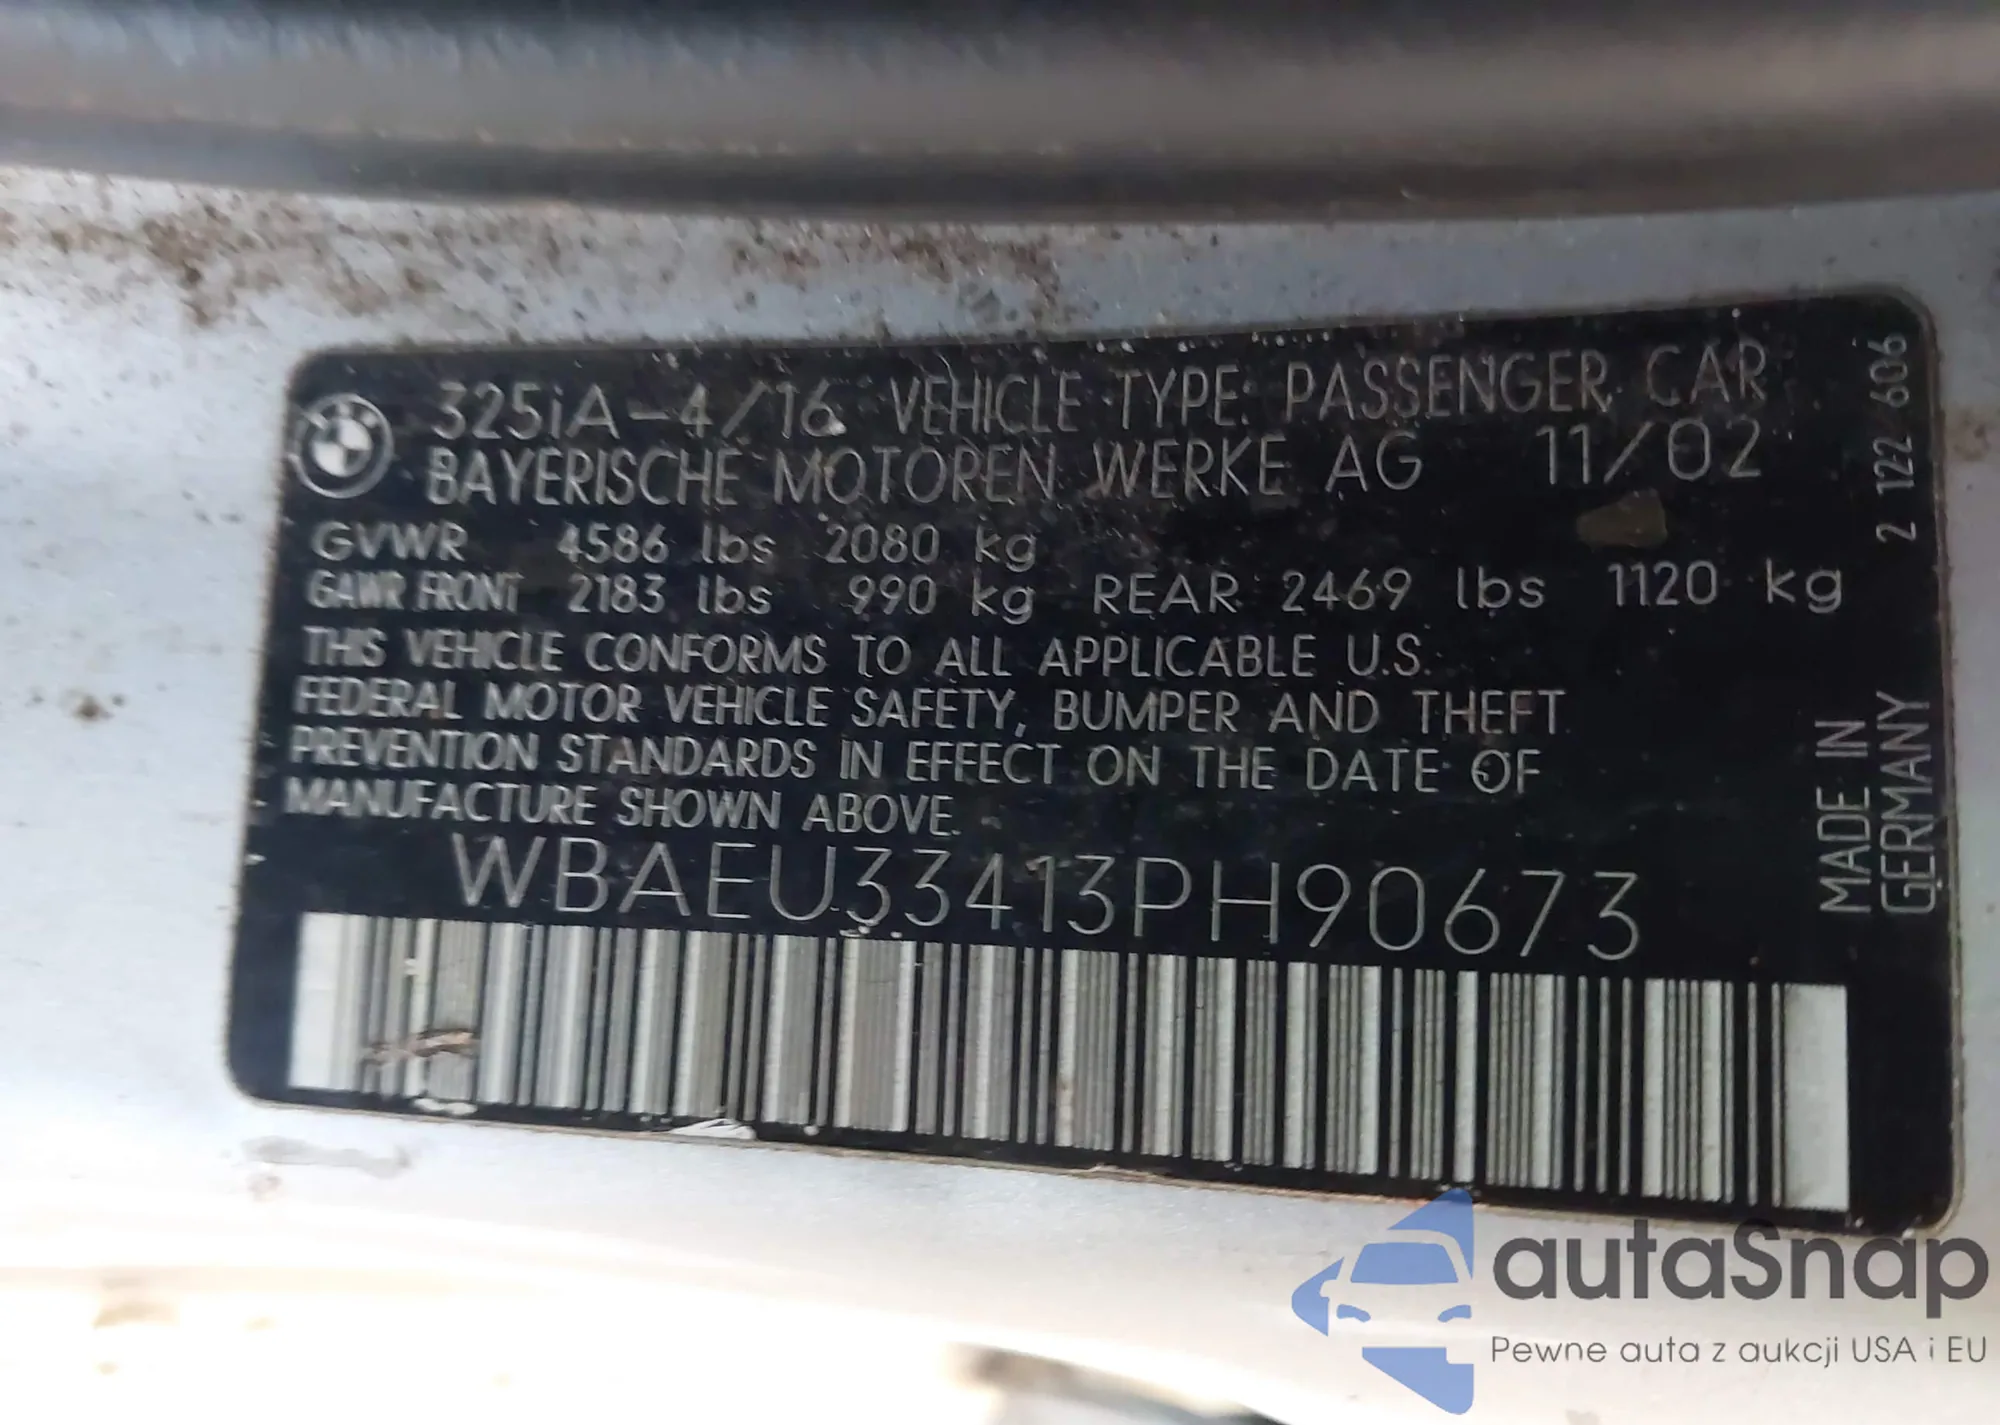 325iA-4/16 VEHICLE TYPE: PASSENGER CAR
BAYERISCHE MOTOREN WERKE AG 11/02
GVWR 4586 lbs 2080 kg
GAWR FRONT 2183 lbs 990 kg REAR 2469 lbs 1120 kg
THIS VEHICLE CONFORMS TO ALL APPLICABLE U.S.
FEDERAL MOTOR VEHICLE SAFETY, BUMPER AND THEFT
PREVENTION STANDARDS IN EFFECT ON THE DATE OF
MANUFACTURE SHOWN ABOVE.
WBAEU33413PH90673
2 122 606
MADE IN
GERMANY
autaSnap
Pewne auta z aukcji USA i EU